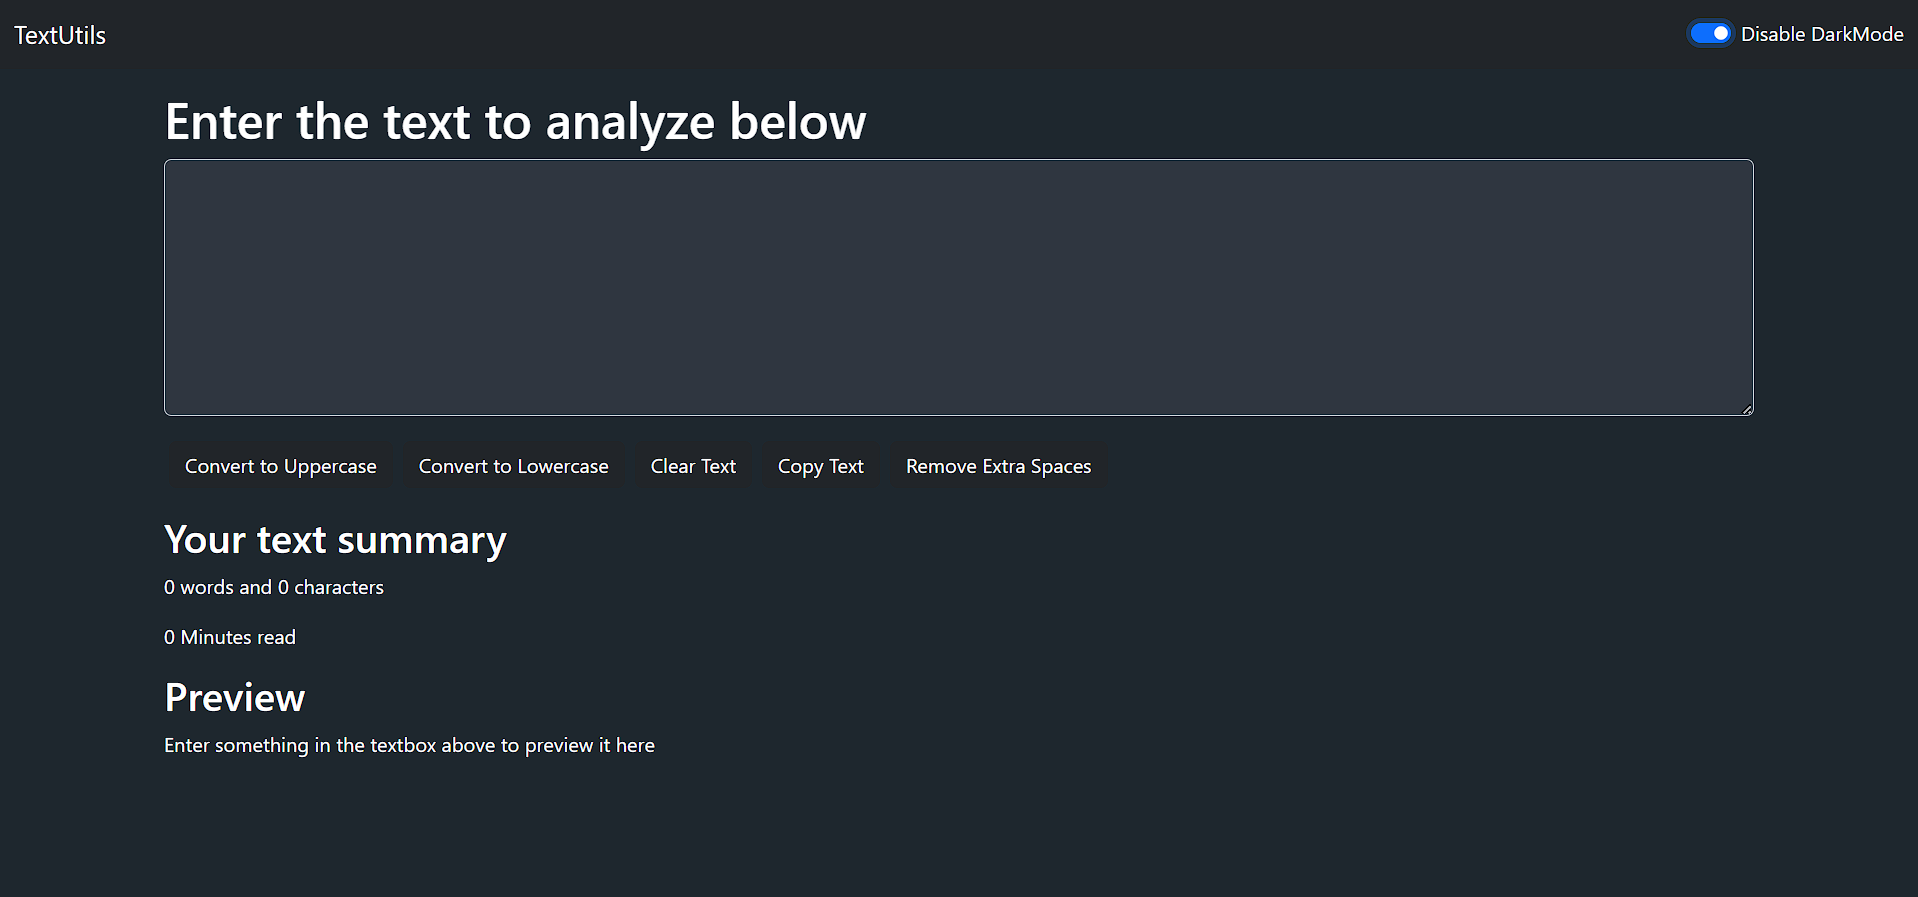 TextUtils
Disable DarkMode
Enter the text to analyze below
Convert to Uppercase Convert to Lowercase Clear Text Copy Text Remove Extra Spaces
Your text summary
0 words and 0 characters
0 Minutes read
Preview
Enter something in the textbox above to preview it here